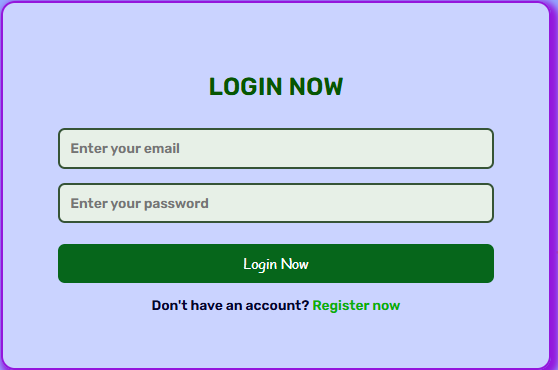 LOGIN NOW
Enter your email
Enter your password
Login Now
Don't have an account? Register now